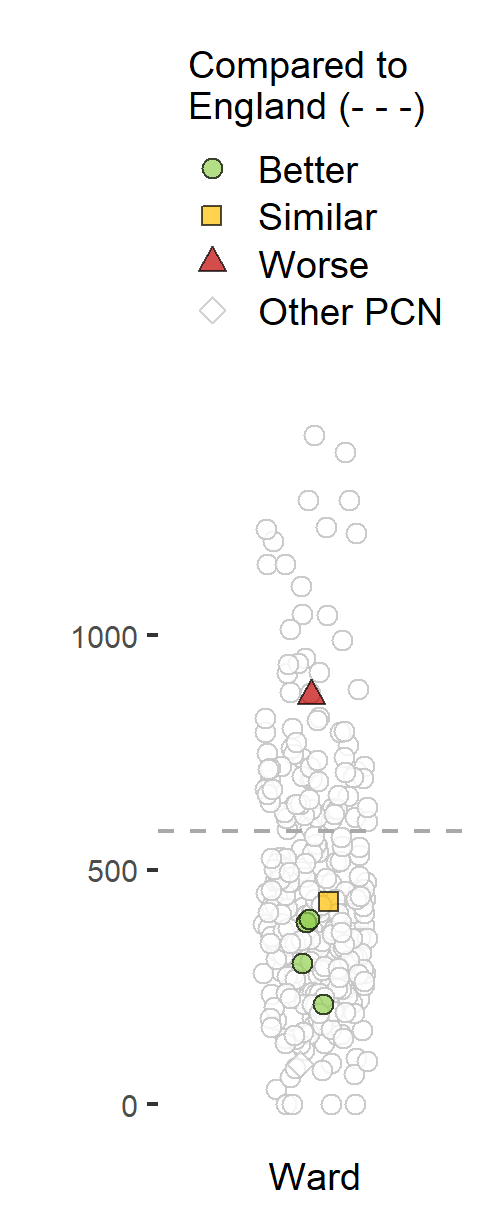 Compared to
England (- - -)
Better
Similar
Worse
Other PCN
1000
500
0
Ward